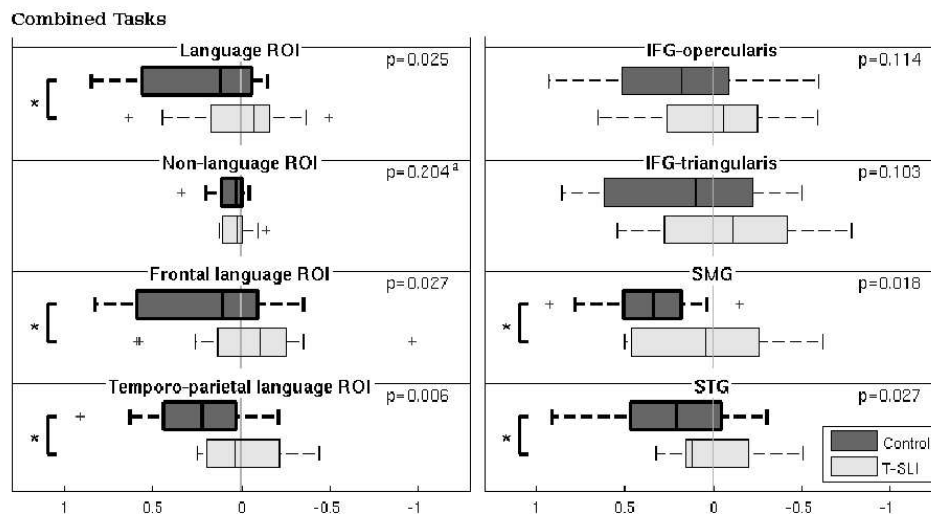 Combined Tasks
Language ROI
p=0.025
*
Non-language ROI
p=0.204a
Frontal language ROI
p=0.027
*
Temporo-parietal language ROI
p=0.006
*
1 0.5 0 -0.5 -1
IFG-opercularis
p=0.114
IFG-triangularis
p=0.103
SMG
p=0.018
*
STG
p=0.027
*
Control
T-SLI
1 0.5 0 -0.5 -1